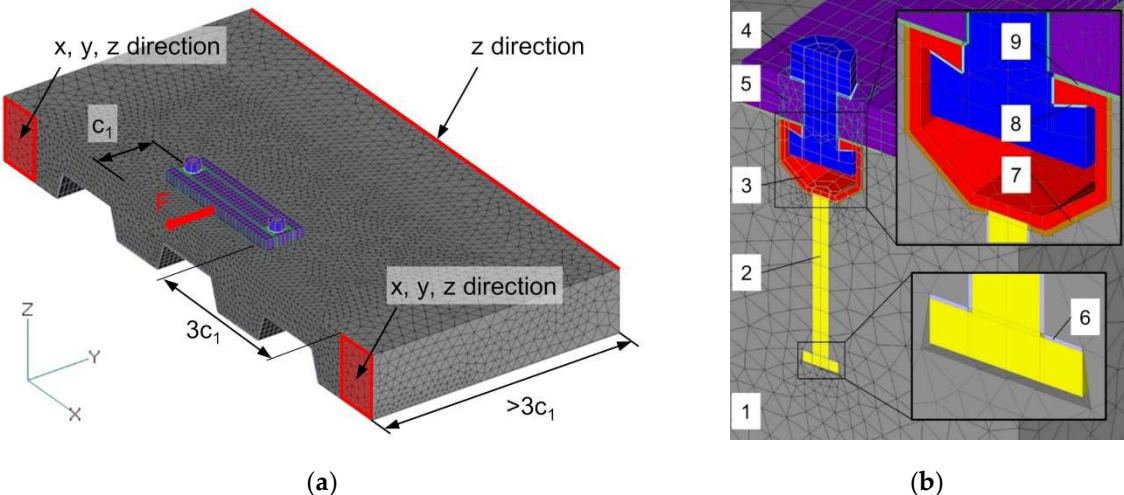 x, y, z direction
z direction
c₁
F
x, y, z direction
3c₁
>3c₁
Z
Y
X
(a)
4
5
3
2
1
9
8
7
6
(b)